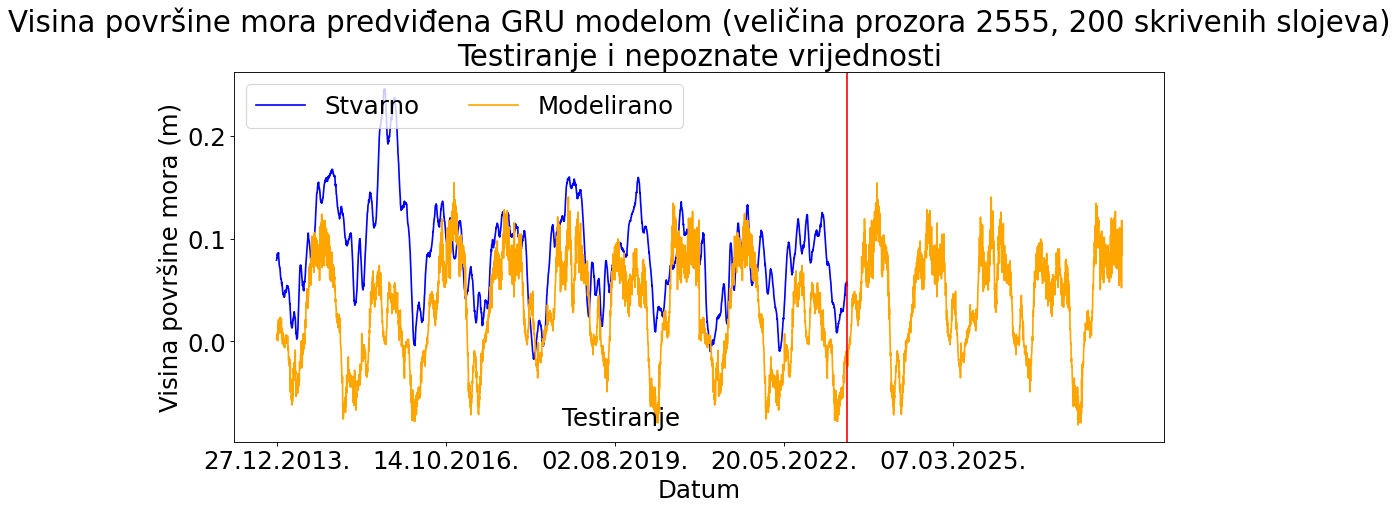 Visina površine mora predviđena GRU modelom (veličina prozora 2555, 200 skrivenih slojeva)
Testiranje i nepoznate vrijednosti
Stvarno Modelirano
Visina površine mora (m)
0.2
0.1
0.0
Testiranje
27.12.2013. 14.10.2016. 02.08.2019. 20.05.2022. 07.03.2025.
Datum